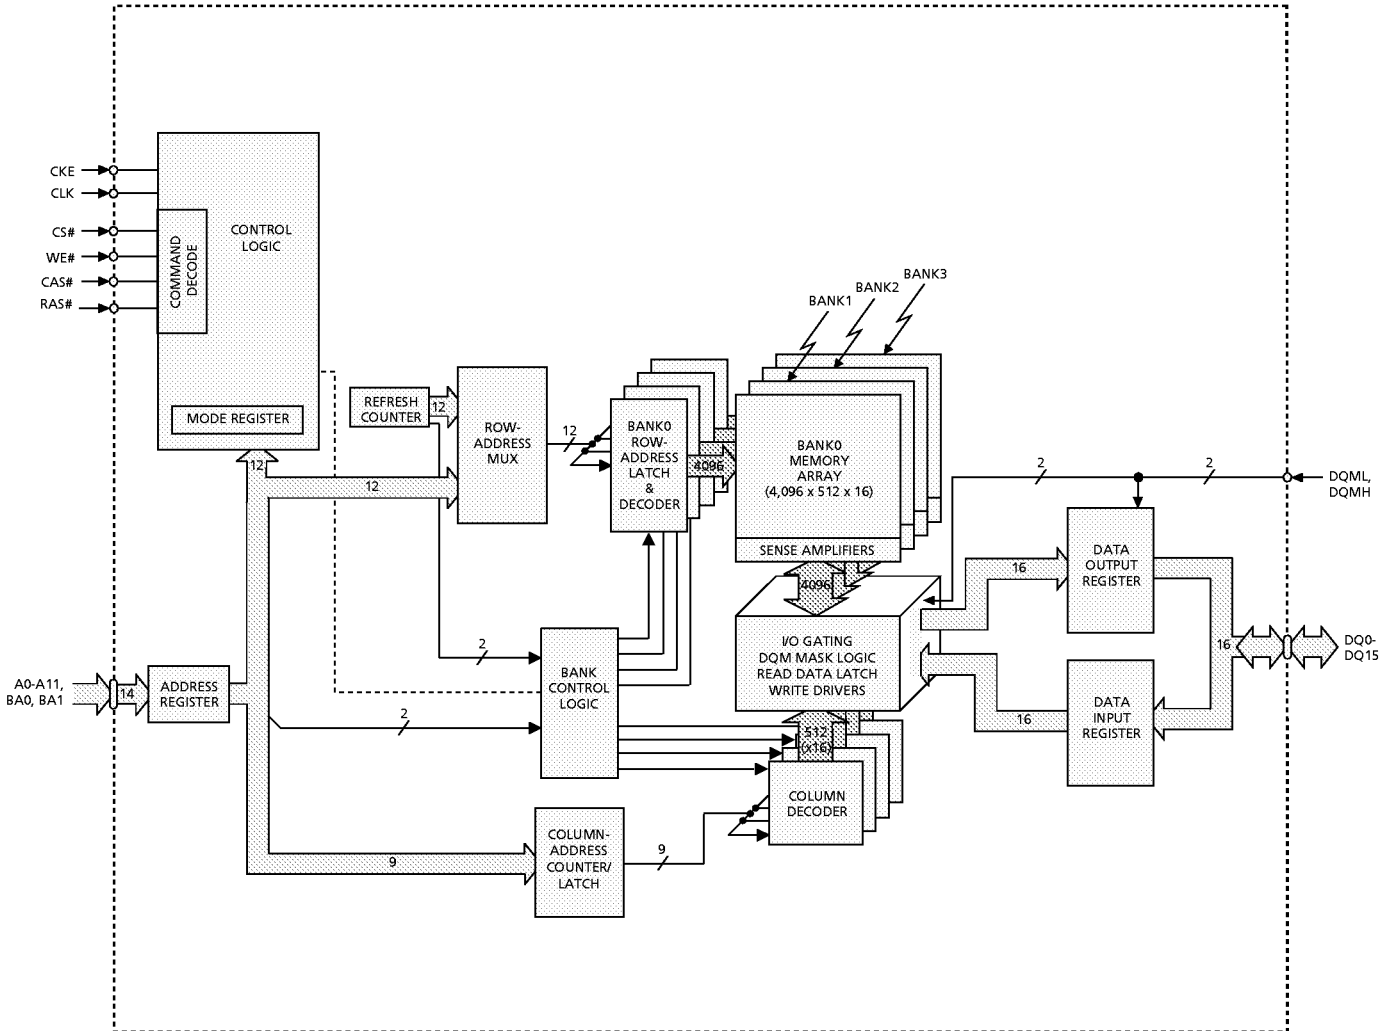 CKE
CLK
CS#
WE#
CAS#
RAS#
COMMAND
DECODE
CONTROL
LOGIC
MODE REGISTER
12
BANK1
BANK2
BANK3
REFRESH
COUNTER
12
12
ROW-
ADDRESS
MUX
12
BANK0
ROW-
ADDRESS
LATCH
&
DECODER
4096
BANK0
MEMORY
ARRAY
(4,096 x 512 x 16)
SENSE AMPLIFIERS
4096
I/O GATING
DQM MASK LOGIC
READ DATA LATCH
WRITE DRIVERS
2
2
DQML,
DQMH
16
DATA
OUTPUT
REGISTER
16
DQ0-
DQ15
16
DATA
INPUT
REGISTER
A0-A11,
BA0, BA1
14
ADDRESS
REGISTER
2
2
BANK
CONTROL
LOGIC
512
(x16)
COLUMN
DECODER
9
COLUMN-
ADDRESS
COUNTER/
LATCH
9